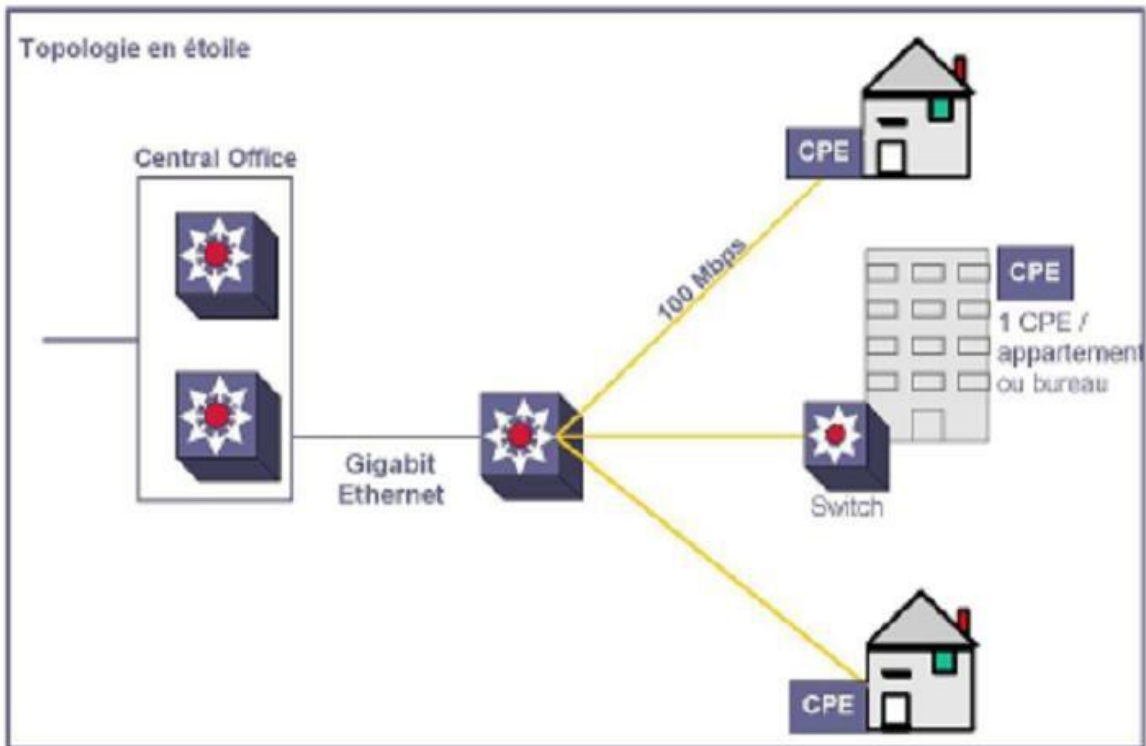 Topologie en étoile
Central Office
CPE
100 Mbps
CPE
1 CPE /
appartement
ou bureau
Gigabit
Ethernet
Switch
CPE